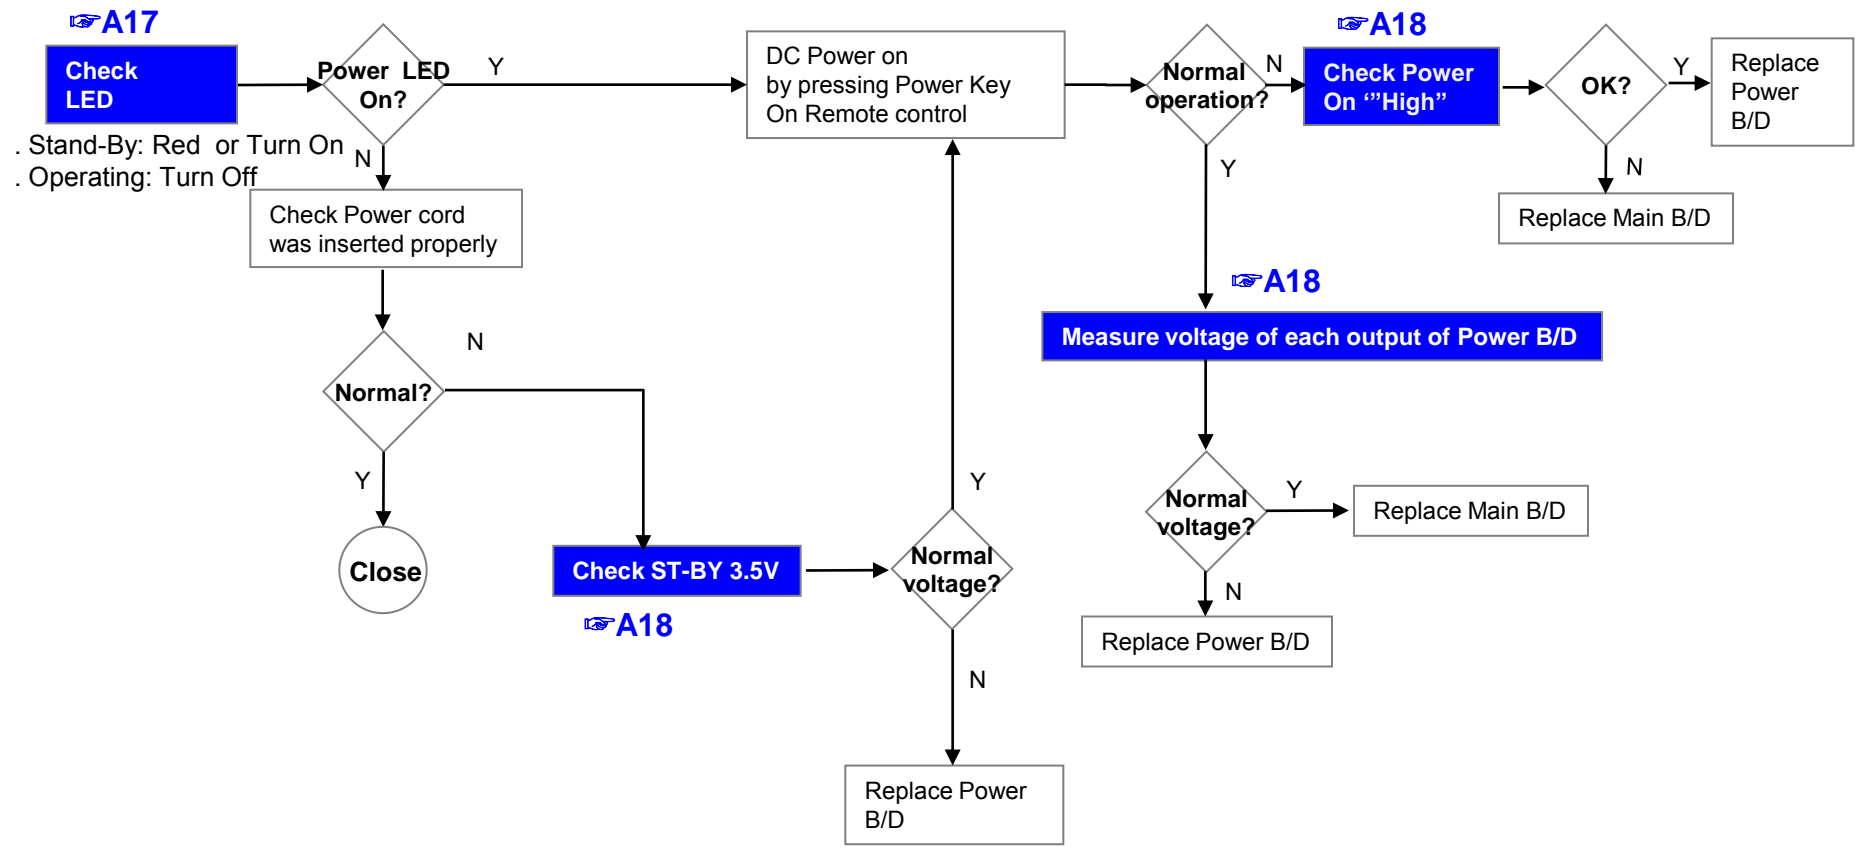 ☞A17
Check
LED
. Stand-By: Red or Turn On
. Operating: Turn Off
Power LED
On?
Y
N
Check Power cord
was inserted properly
Normal?
N
Y
Close
Check ST-BY 3.5V
☞A18
Normal
voltage?
Y
N
Replace Power
B/D
DC Power on
by pressing Power Key
On Remote control
Normal
operation?
N
Y
☞A18
Check Power
On ‘”High”
OK?
Y
Replace
Power
B/D
N
Replace Main B/D
☞A18
Measure voltage of each output of Power B/D
Normal
voltage?
Y
Replace Main B/D
N
Replace Power B/D